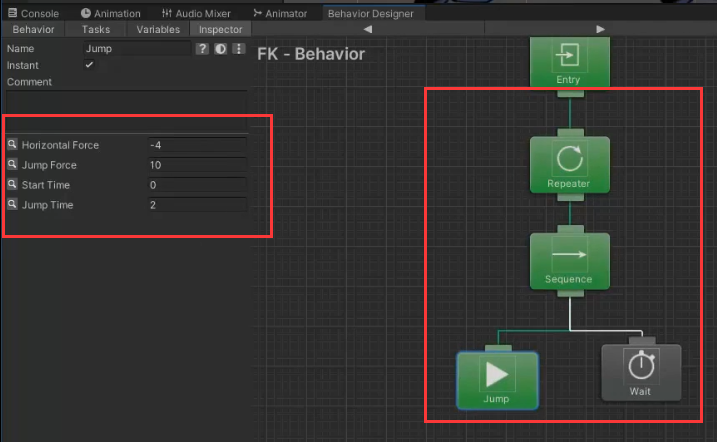 Console Animation Audio Mixer Animator Behavior Designer
Behavior Tasks Variables Inspector
FK - Behavior
Name Jump
Instant
Comment
Horizontal Force -4
Jump Force 10
Start Time 0
Jump Time 2
Entry
Repeater
Sequence
Jump
Wait